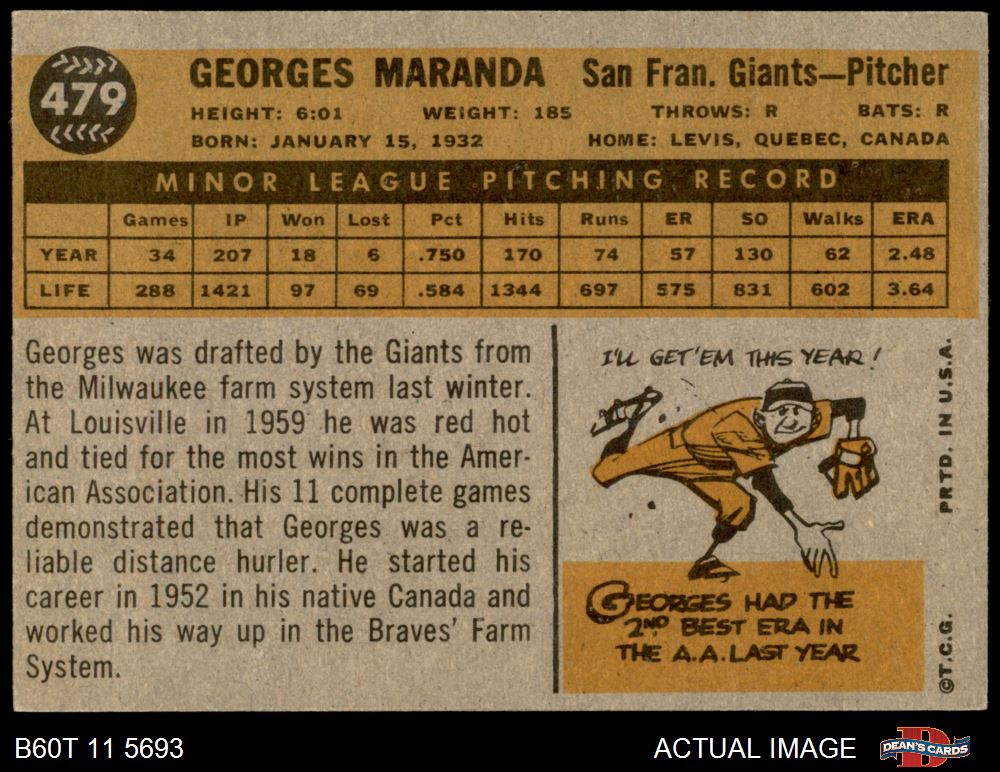 479
GEORGES MARANDA San Fran. Giants—Pitcher
HEIGHT: 6:01 WEIGHT: 185 THROWS: R BATS: R
BORN: JANUARY 15, 1932 HOME: LEVIS, QUEBEC, CANADA
MINOR LEAGUE PITCHING RECORD
Games IP Won Lost Pct Hits Runs ER SO Walks ERA
YEAR 34 207 18 6 .750 170 74 57 130 62 2.48
LIFE 288 1421 97 69 .584 1344 697 575 831 602 3.64
Georges was drafted by the Giants from
the Milwaukee farm system last winter.
At Louisville in 1959 he was red hot
and tied for the most wins in the Amer-
ican Association. His 11 complete games
demonstrated that Georges was a re-
liable distance hurler. He started his
career in 1952 in his native Canada and
worked his way up in the Braves' Farm
System.
I'LL GET 'EM THIS YEAR!
GEORGES HAD THE
2ND BEST ERA IN
THE A.A. LAST YEAR
PRTD. IN U.S.A.
©T.C.G.
B60T 11 5693 ACTUAL IMAGE
D
DEAN'S CARDS